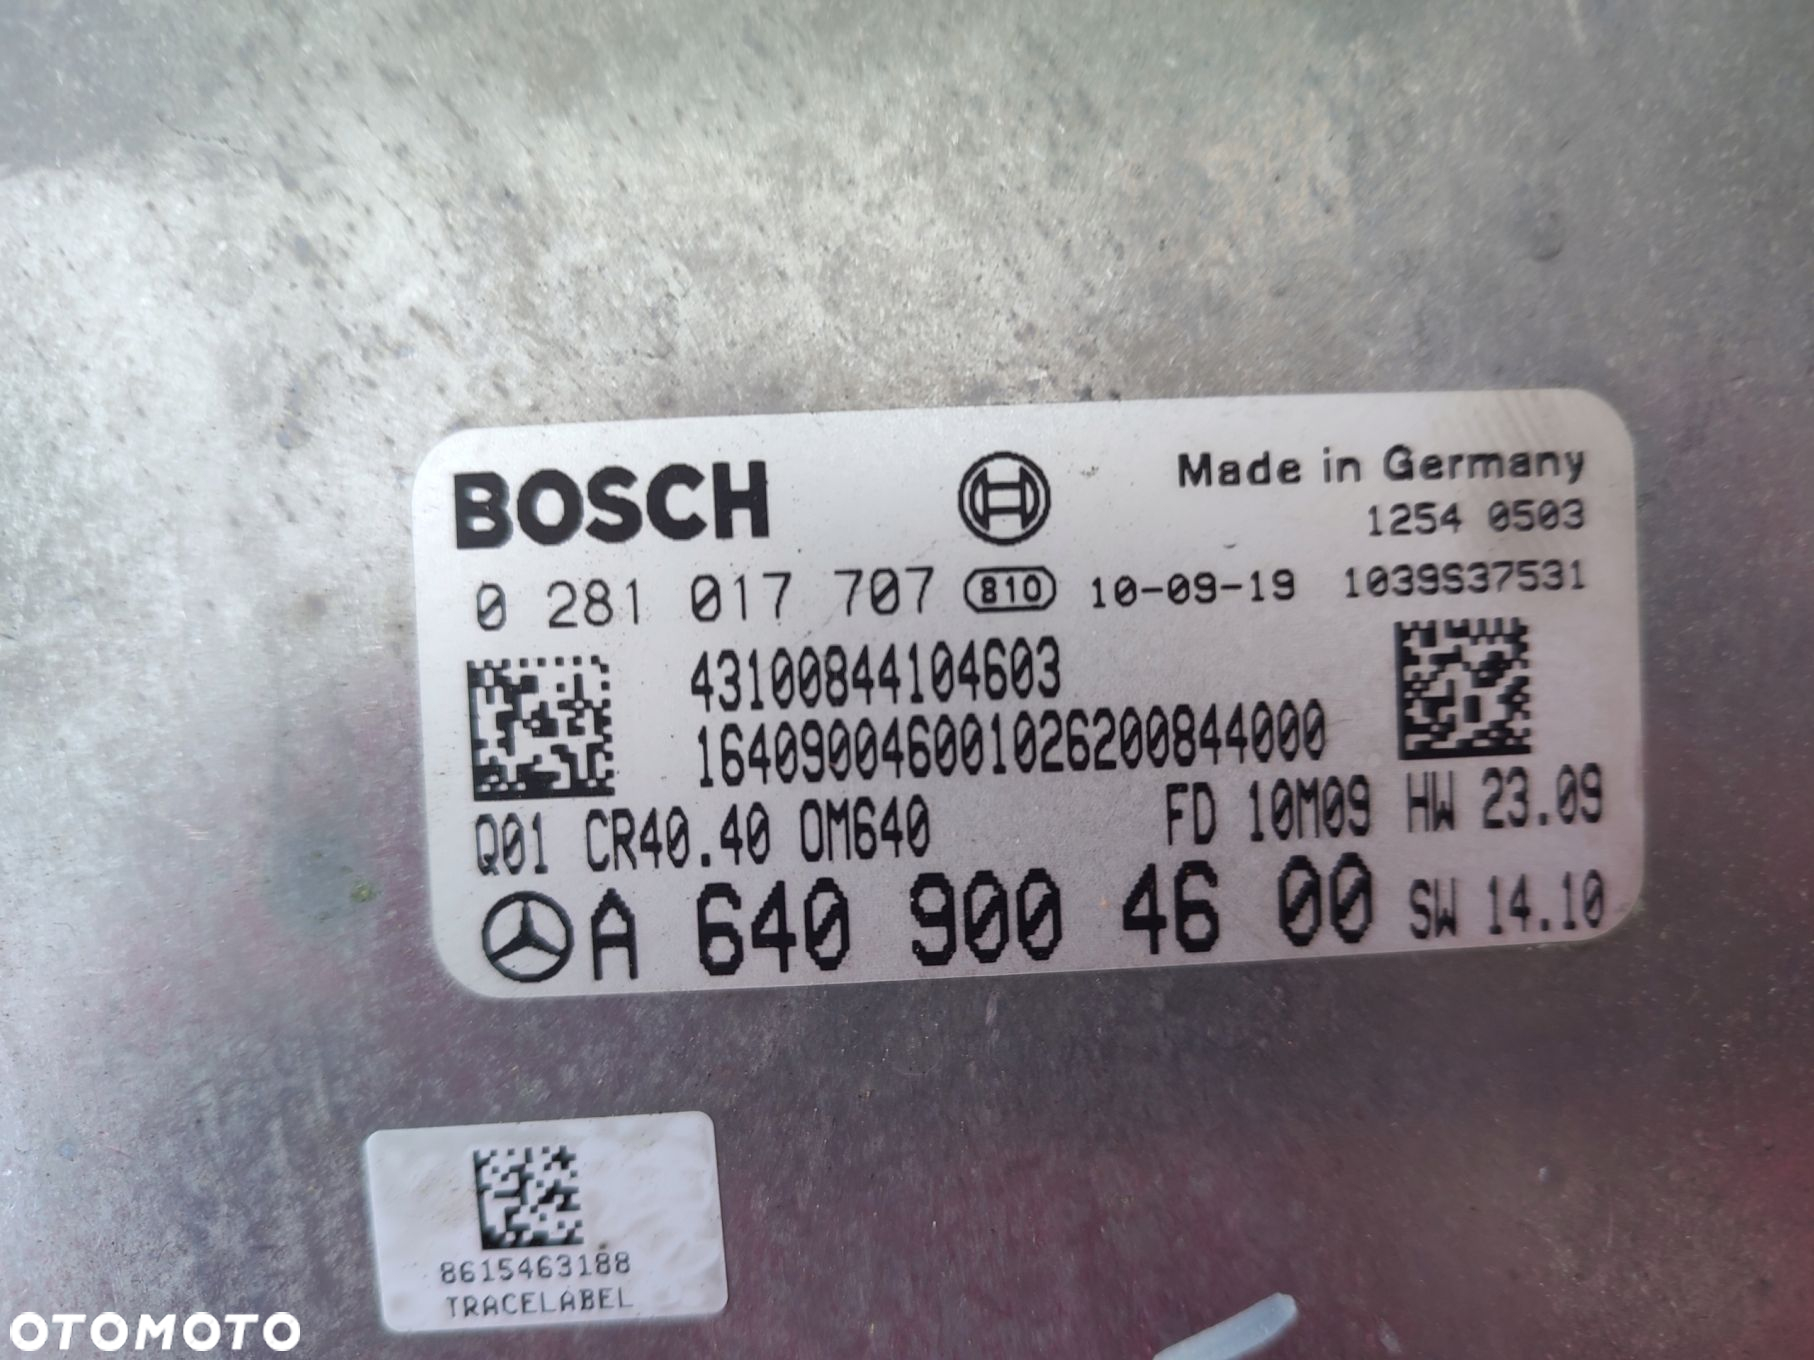 BOSCH
Made in Germany
1254 0503
0 281 017 707 810 10-09-19 1039S37531
43100844104603
164090046001026200844000
Q01 CR40.40 OM640 FD 10M09 HW 23.09
A 640 900 46 00 SW 14.10
8615463188
TRACELABEL
OTOMOTO